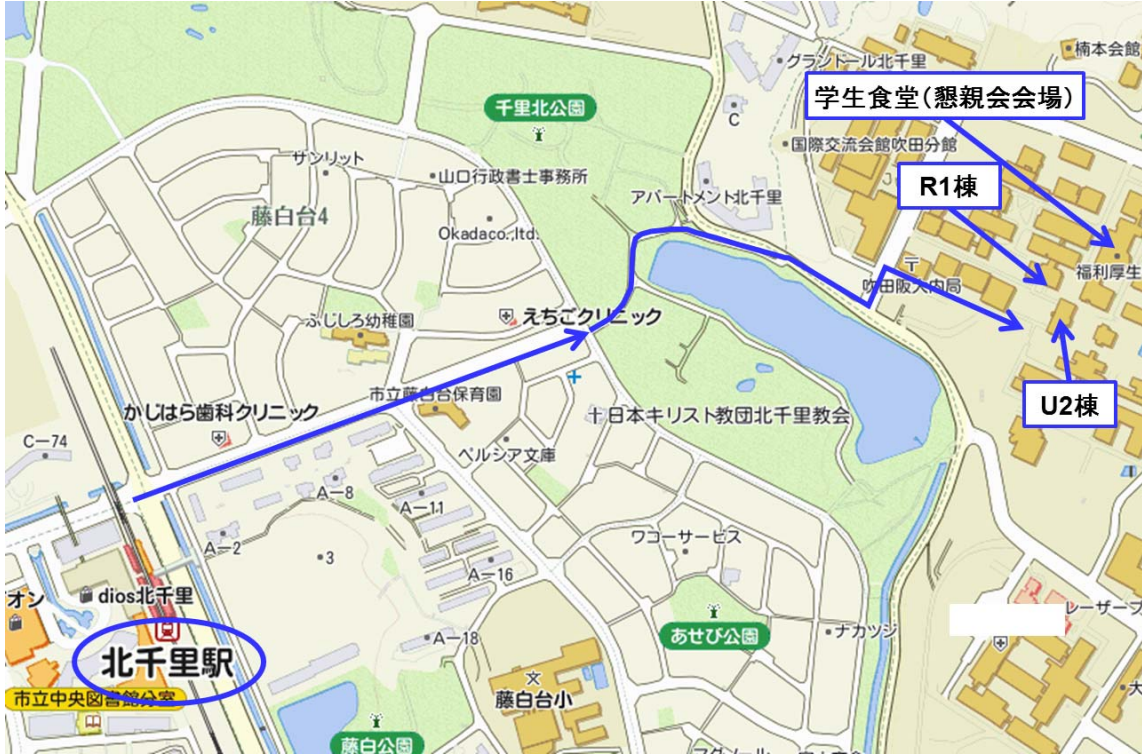 楠本会館
グランドール北千里
学生食堂(懇親会会場)
千里北公園
C
国際交流会館吹田分館
サンリット
山口行政書士事務所
R1棟
アパートメント北千里
藤白台4
Okadaco.,ltd.
吹田阪大内局
福利厚生
ふじしろ幼稚園
えちごクリニック
市立藤白台保育園
U2棟
かじはら歯科クリニック
日本キリスト教団北千里教会
C-74
ペルシア文庫
A-8
A-11
A-2
3
ワコーサービス
A-16
オン
dios北千里
レーザーフ
あせび公園
ナカツジ
A-18
北千里駅
市立中央図書館分室
藤白台小
大
藤白公園